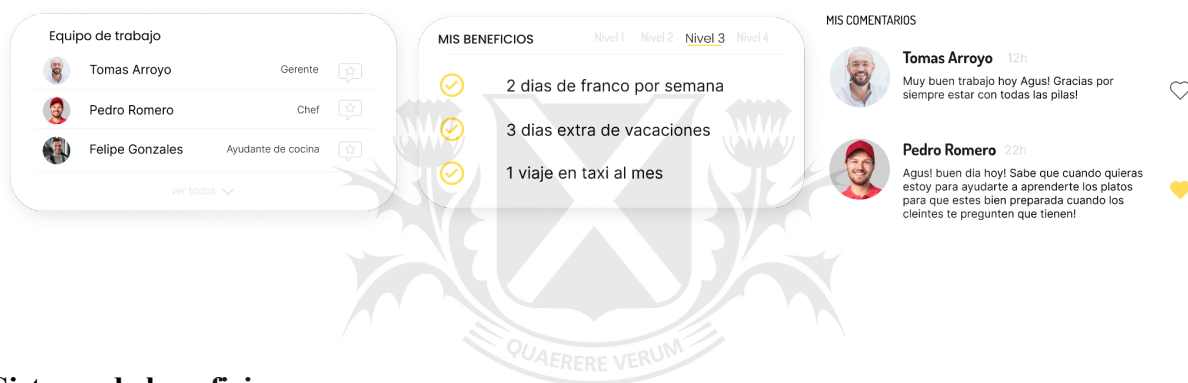 Equipo de trabajo
Tomas Arroyo Gerente
Pedro Romero Chef
Felipe Gonzales Ayudante de cocina
ver todos
MIS BENEFICIOS Nivel 1 Nivel 2 Nivel 3 Nivel 4
2 dias de franco por semana
3 dias extra de vacaciones
1 viaje en taxi al mes
MIS COMENTARIOS
Tomas Arroyo 12h
Muy buen trabajo hoy Agus! Gracias por
siempre estar con todas las pilas!
Pedro Romero 22h
Agus! buen dia hoy! Sabe que cuando quieras
estoy para ayudarte a aprenderte los platos
para que estes bien preparada cuando los
cleintes te pregunten que tienen!
QUAERERE VERUM